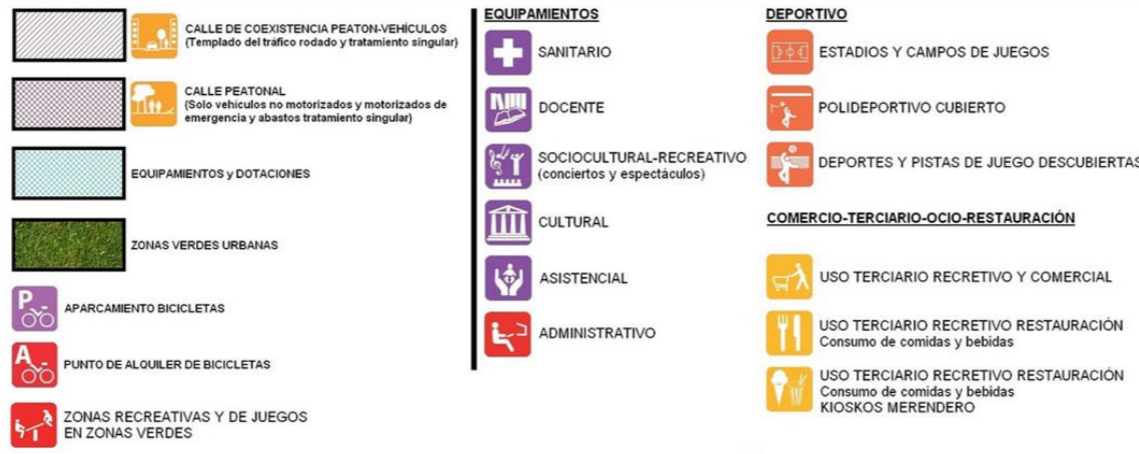 CALLE DE COEXISTENCIA PEATON-VEHÍCULOS
(Templado del tráfico rodado y tratamiento singular)
CALLE PEATONAL
(Solo vehículos no motorizados y motorizados de
emergencia y abastos tratamiento singular)
EQUIPAMIENTOS y DOTACIONES
ZONAS VERDES URBANAS
P
APARCAMIENTO BICICLETAS
A
PUNTO DE ALQUILER DE BICICLETAS
ZONAS RECREATIVAS Y DE JUEGOS
EN ZONAS VERDES
EQUIPAMIENTOS
SANITARIO
DOCENTE
SOCIOCULTURAL-RECREATIVO
(conciertos y espectáculos)
CULTURAL
ASISTENCIAL
ADMINISTRATIVO
DEPORTIVO
ESTADIOS Y CAMPOS DE JUEGOS
POLIDEPORTIVO CUBIERTO
DEPORTES Y PISTAS DE JUEGO DESCUBIERTAS
COMERCIO-TERCIARIO-OCIO-RESTAURACIÓN
USO TERCIARIO RECRETIVO Y COMERCIAL
USO TERCIARIO RECRETIVO RESTAURACIÓN
Consumo de comidas y bebidas
USO TERCIARIO RECRETIVO RESTAURACIÓN
Consumo de comidas y bebidas
KIOSKOS MERENDERO